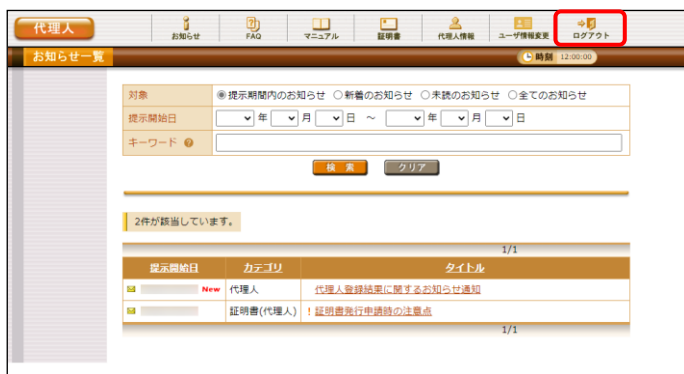 代理人
お知らせ
FAQ
マニュアル
証明書
代理人情報
ユーザ情報変更
ログアウト
お知らせ一覧
時刻 12:00:00
対象 提示期間内のお知らせ 新着のお知らせ 未読のお知らせ 全てのお知らせ
提示開始日 年 月 日 ～ 年 月 日
キーワード ?
検 索 クリア
2件が該当しています。
1/1
提示開始日 カテゴリ タイトル
New 代理人 代理人登録結果に関するお知らせ通知
証明書(代理人) ! 証明書発行申請時の注意点
1/1